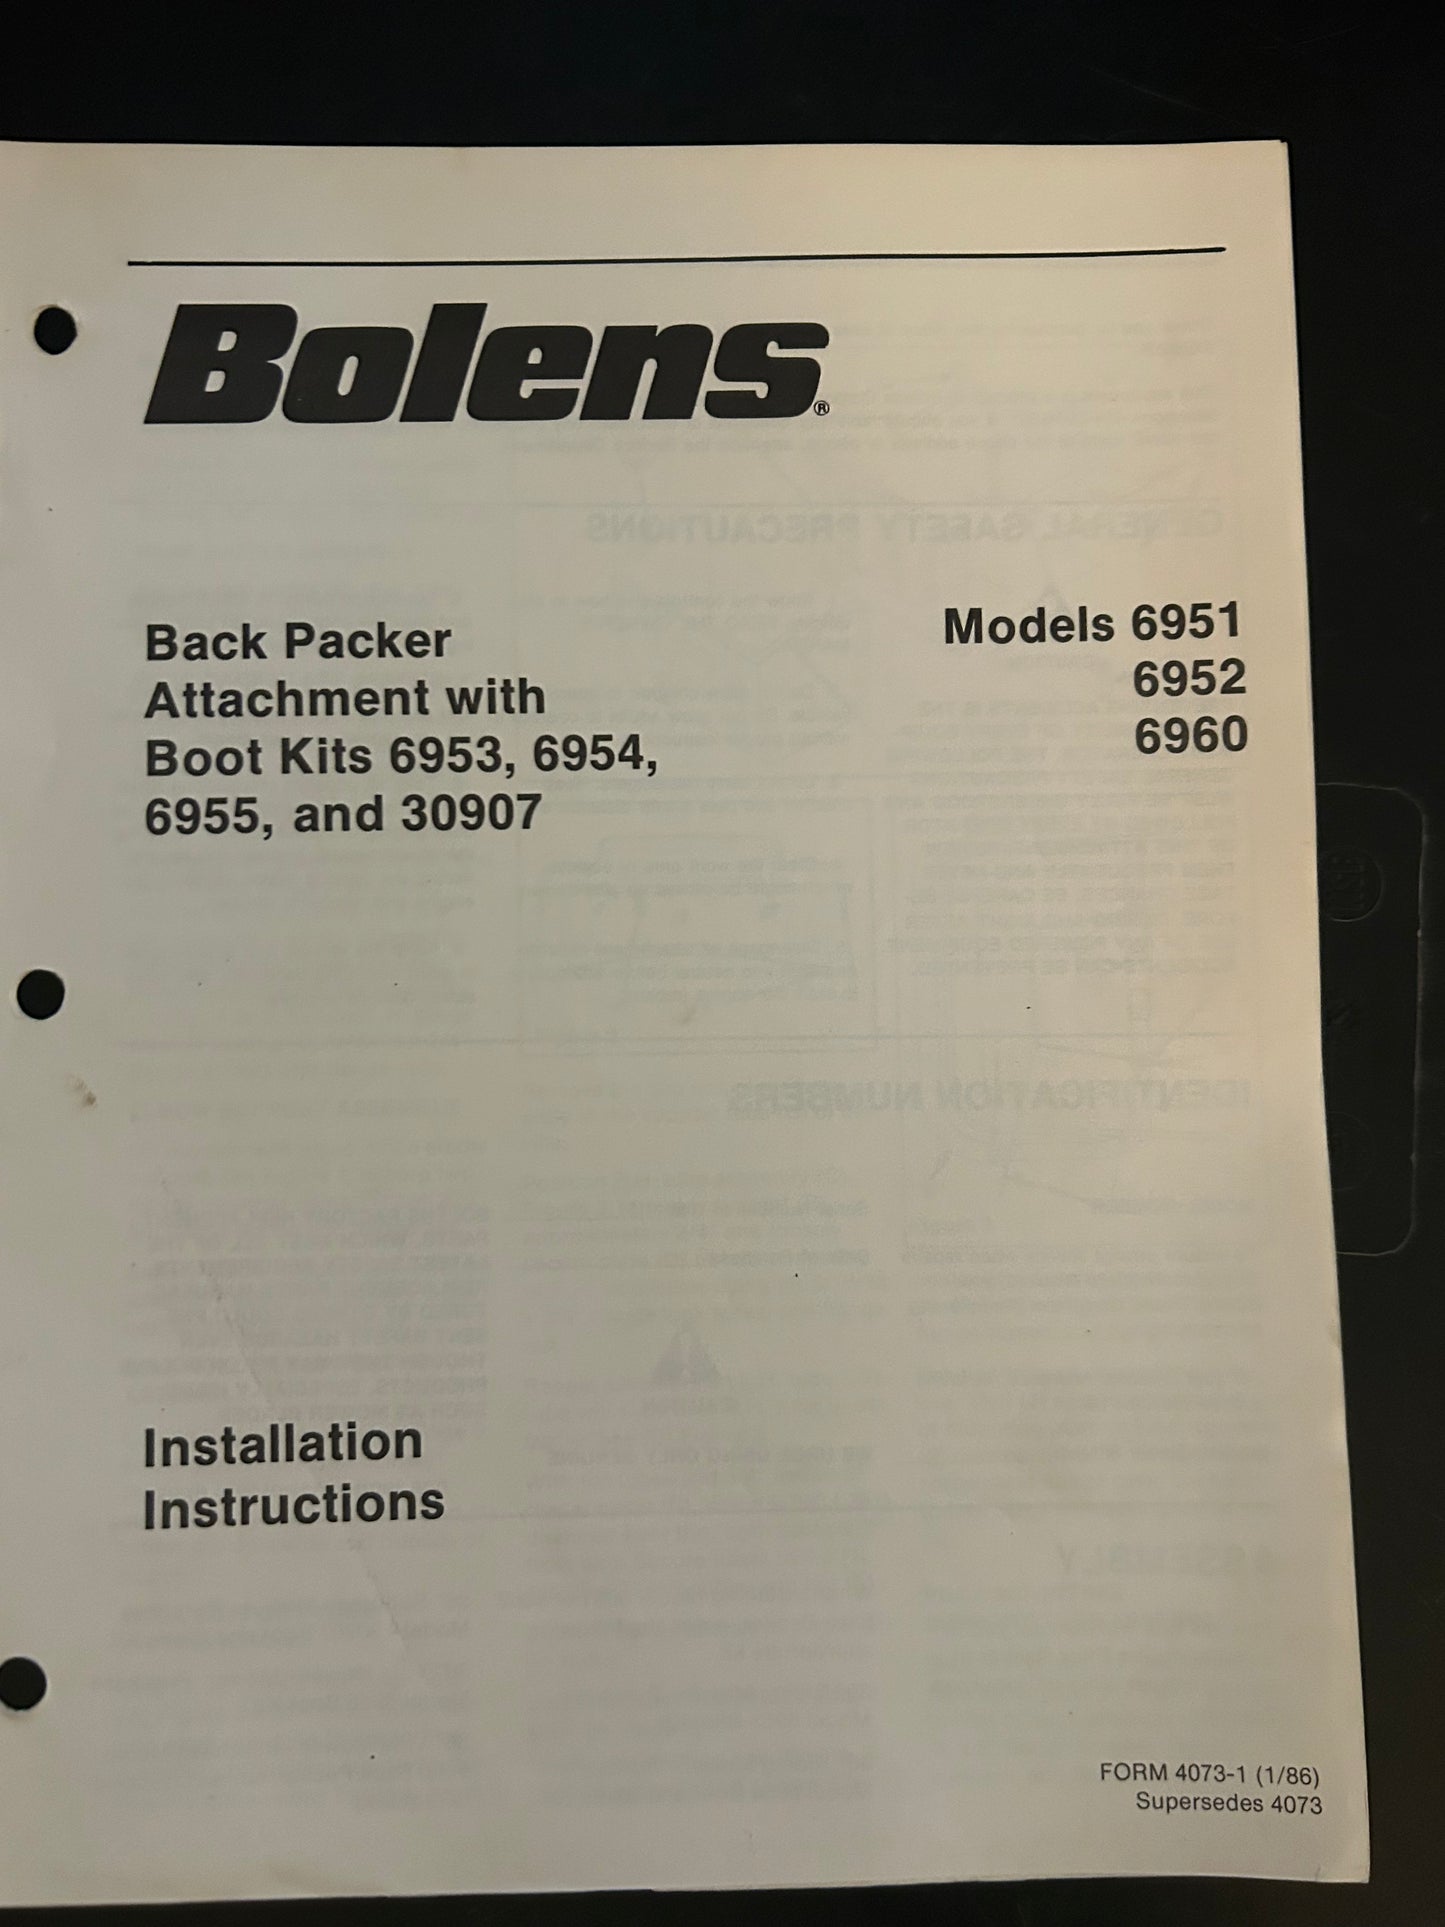 Bolens®
Back Packer
Attachment with
Boot Kits 6953, 6954,
6955, and 30907
Models 6951
6952
6960
Installation
Instructions
FORM 4073-1 (1/86)
Supersedes 4073